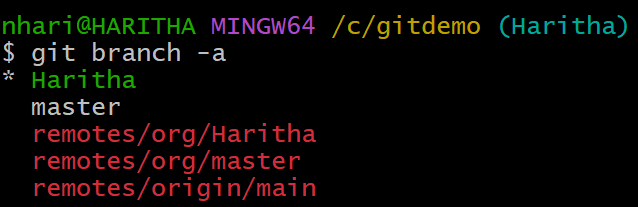 nhari@HARITHA MINGW64 /c/gitdemo (Haritha)
$ git branch -a
* Haritha
  master
  remotes/org/Haritha
  remotes/org/master
  remotes/origin/main